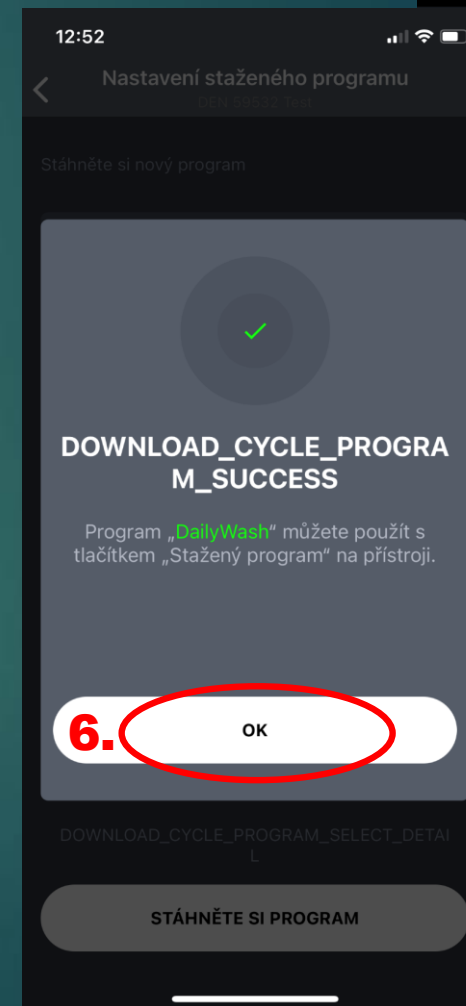 12:52
Nastavení staženého programu
DEN 59532 Test
Stáhněte si nový program
DOWNLOAD_CYCLE_PROGRA
M_SUCCESS
Program „DailyWash“ můžete použít s
tlačítkem „Stažený program“ na přístroji.
6.
OK
DOWNLOAD_CYCLE_PROGRAM_SELECT_DETAI
L
STÁHNĚTE SI PROGRAM